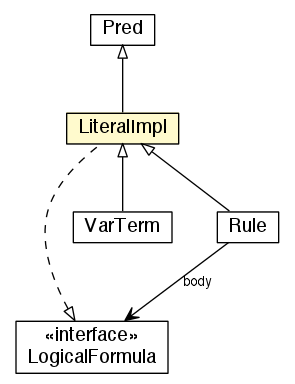 Pred
LiteralImpl
VarTerm
Rule
body
«interface»
LogicalFormula